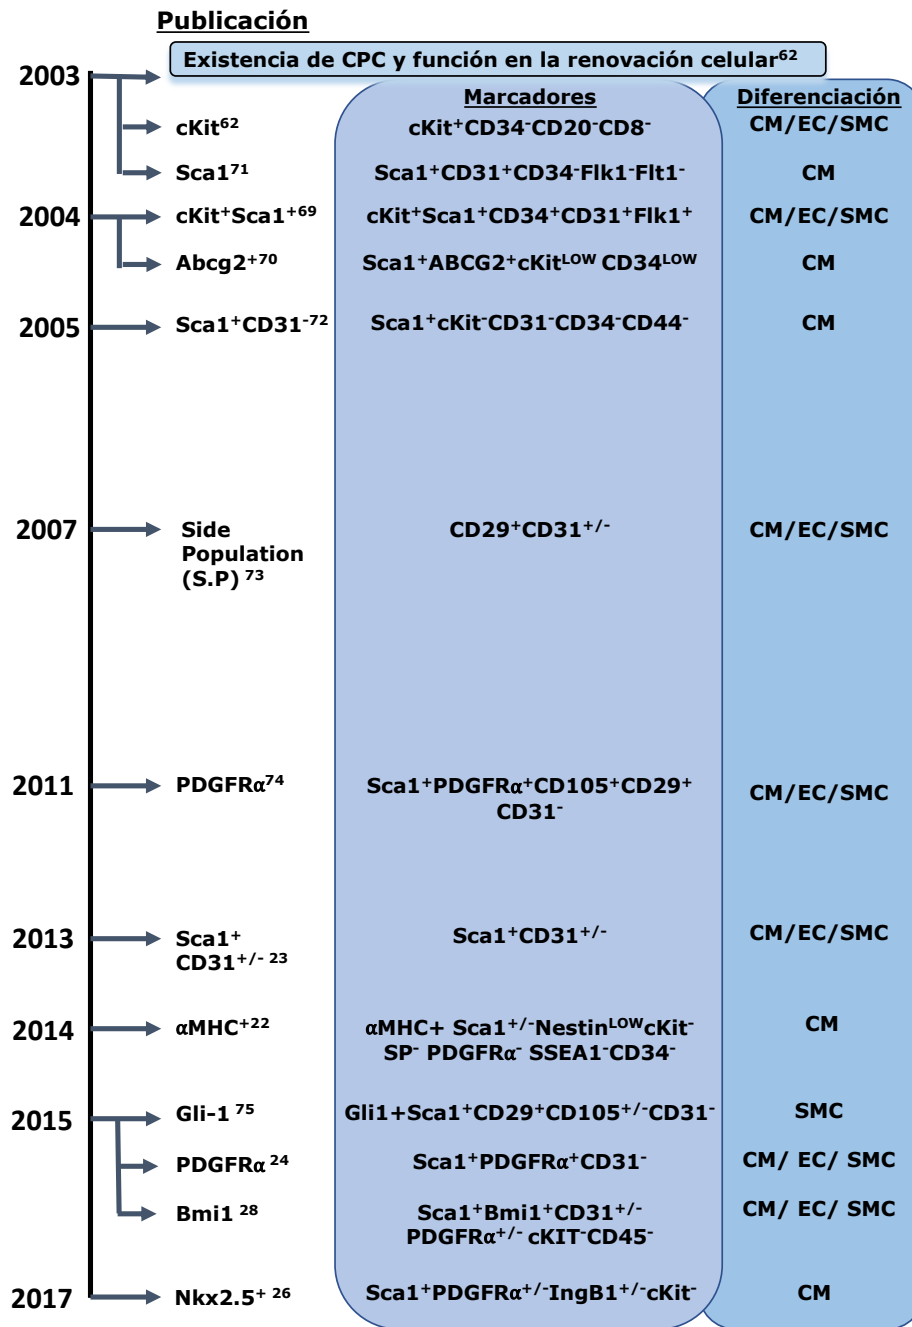 Publicación
Existencia de CPC y función en la renovación celular⁶²
Marcadores Diferenciación
2003
cKit⁶² cKit⁺CD34⁻CD20⁻CD8⁻ CM/EC/SMC
Sca1⁷¹ Sca1⁺CD31⁺CD34⁻Flk1⁻Flt1⁻ CM
2004 cKit⁺Sca1⁺⁶⁹ cKit⁺Sca1⁺CD34⁺CD31⁺Flk1⁺ CM/EC/SMC
Abcg2⁺⁷⁰ Sca1⁺ABCG2⁺cKitᴸᴼᵂ CD34ᴸᴼᵂ CM
2005 Sca1⁺CD31⁻⁷² Sca1⁺cKit⁻CD31⁻CD34⁻CD44⁻ CM
2007 Side CD29⁺CD31⁺/⁻ CM/EC/SMC
Population
(S.P) ⁷³
2011 PDGFRα⁷⁴ Sca1⁺PDGFRα⁺CD105⁺CD29⁺ CM/EC/SMC
CD31⁻
2013 Sca1⁺ Sca1⁺CD31⁺/⁻ CM/EC/SMC
CD31⁺/⁻ ²³
2014 αMHC⁺²² αMHC+ Sca1⁺/⁻Nestinᴸᴼᵂ cKit⁻ CM
SP⁻ PDGFRα⁻ SSEA1⁻CD34⁻
2015 Gli-1 ⁷⁵ Gli1+Sca1⁺CD29⁺CD105⁺/⁻CD31⁻ SMC
PDGFRα ²⁴ Sca1⁺PDGFRα⁺CD31⁻ CM/ EC/ SMC
Bmi1 ²⁸ Sca1⁺Bmi1⁺CD31⁺/⁻ CM/ EC/ SMC
PDGFRα⁺/⁻ cKIT⁻CD45⁻
2017 Nkx2.5⁺ ²⁶ Sca1⁺PDGFRα⁺/⁻IngB1⁺/⁻cKit⁻ CM